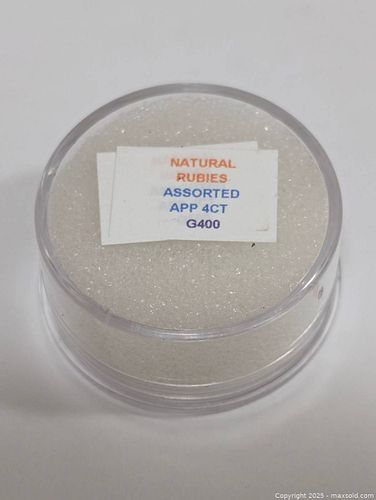 NATURAL
RUBIES
ASSORTED
APP 4CT
G400
Copyright 2025 - maxsold.com